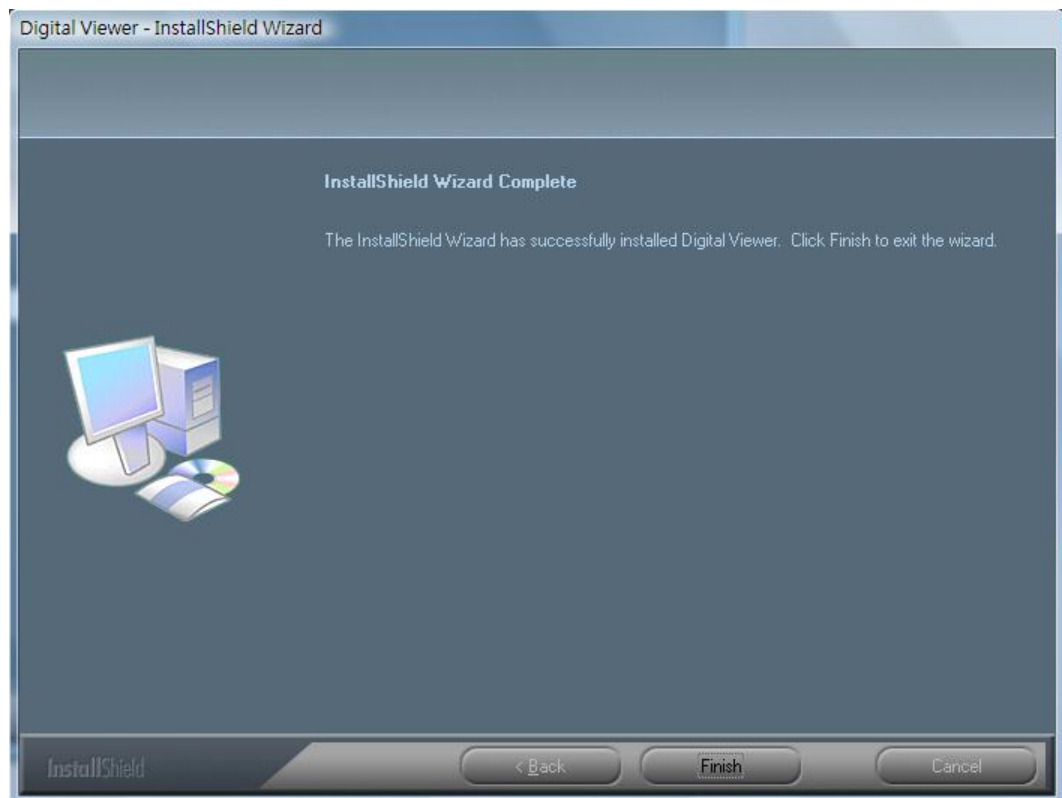 Digital Viewer - InstallShield Wizard
InstallShield Wizard Complete
The InstallShield Wizard has successfully installed Digital Viewer. Click Finish to exit the wizard.
InstallShield
< Back
Finish
Cancel